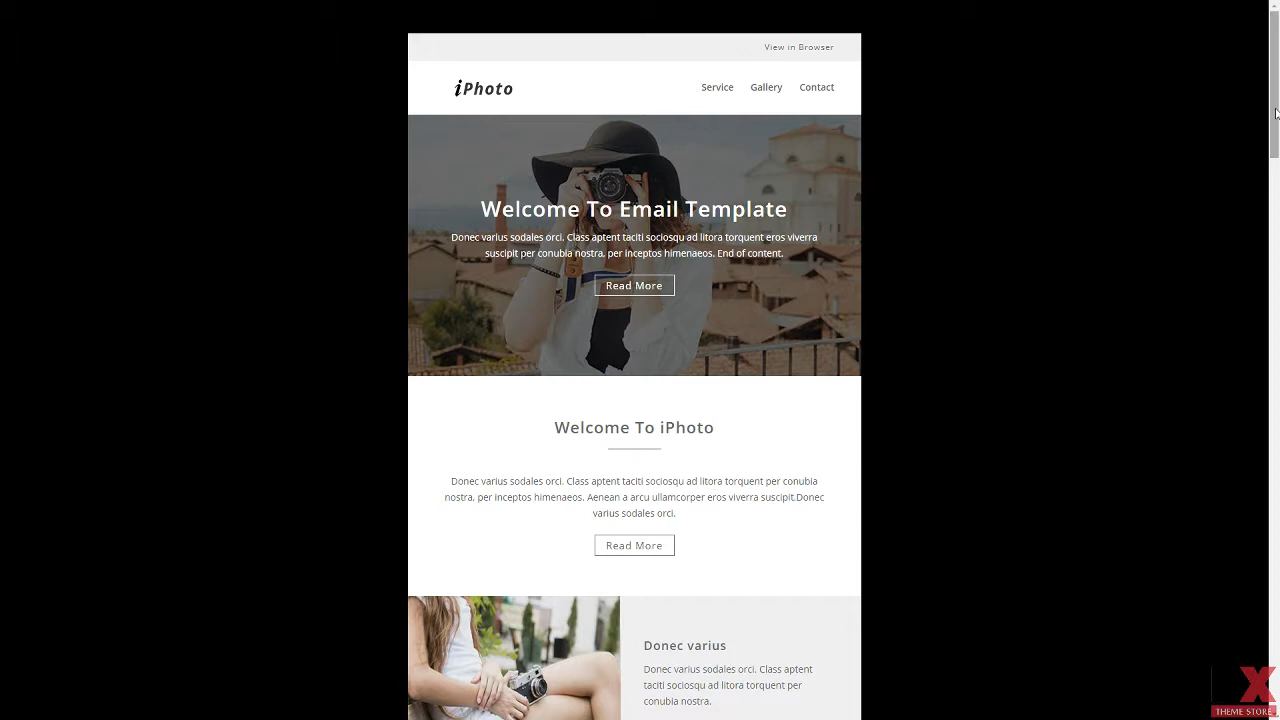 View in Browser
iPhoto
Service Gallery Contact
Welcome To Email Template
Donec varius sodales orci. Class aptent taciti sociosqu ad litora torquent eros viverra
suscipit per conubia nostra, per inceptos himenaeos. End of content.
Read More
Welcome To iPhoto
Donec varius sodales orci. Class aptent taciti sociosqu ad litora torquent per conubia
nostra, per inceptos himenaeos. Aenean a arcu ullamcorper eros viverra suscipit.Donec
varius sodales orci.
Read More
Donec varius
Donec varius sodales orci. Class aptent
taciti sociosqu ad litora torquent per
conubia nostra.
X
THEME STORE